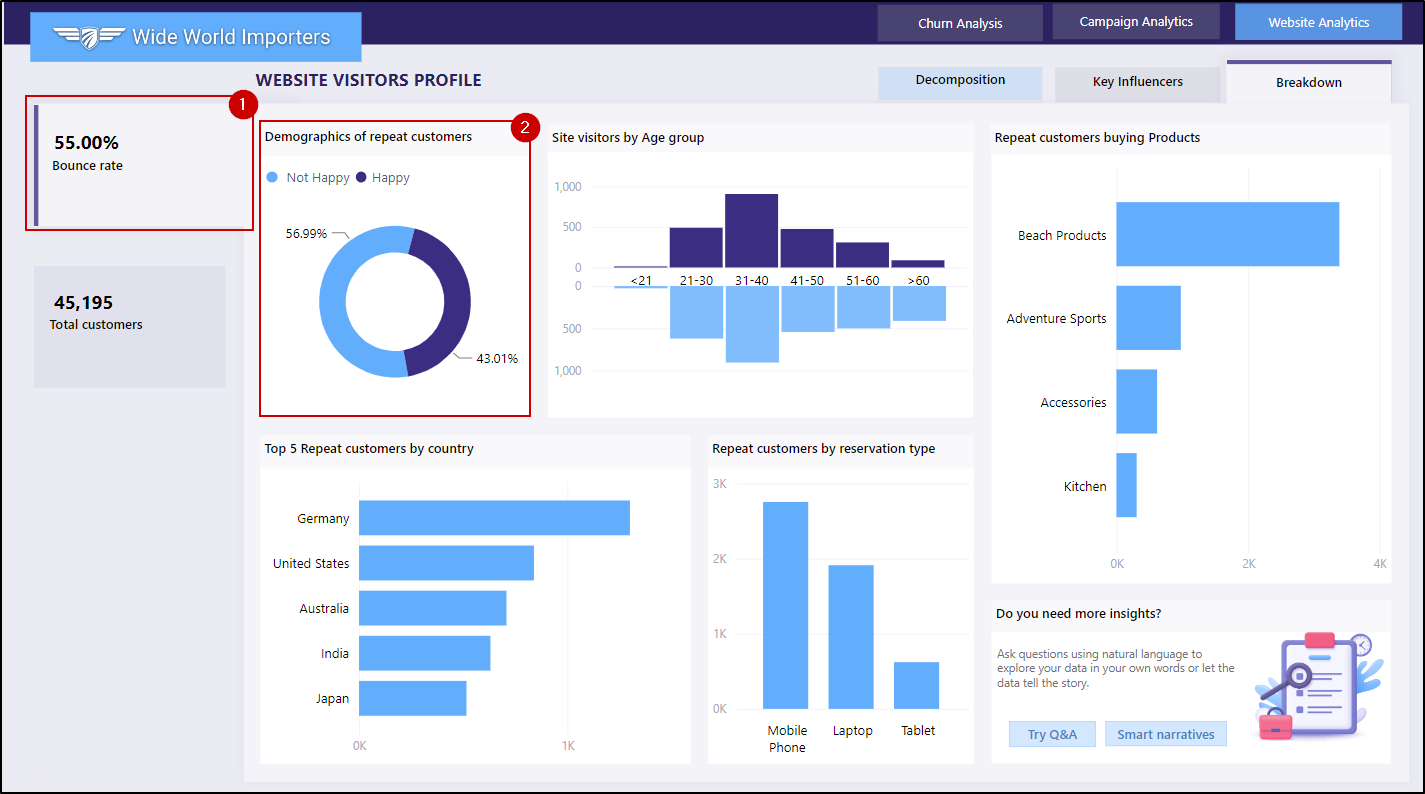 Wide World Importers
Churn Analysis
Campaign Analytics
Website Analytics
WEBSITE VISITORS PROFILE
Decomposition
Key Influencers
Breakdown
1
55.00%
Bounce rate
45,195
Total customers
2
Demographics of repeat customers
Not Happy
Happy
56.99%
43.01%
Site visitors by Age group
1,000
500
0
<21
21-30
31-40
41-50
51-60
>60
0
500
1,000
Repeat customers buying Products
Beach Products
Adventure Sports
Accessories
Kitchen
0K
2K
4K
Top 5 Repeat customers by country
Germany
United States
Australia
India
Japan
0K
1K
Repeat customers by reservation type
3K
2K
1K
0K
Mobile
Phone
Laptop
Tablet
Do you need more insights?
Ask questions using natural language to
explore your data in your own words or let the
data tell the story.
Try Q&A
Smart narratives